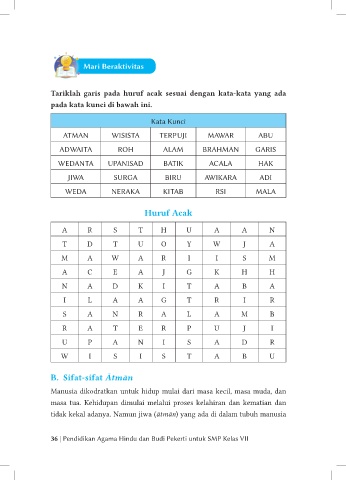 Mari Beraktivitas
Tariklah garis pada huruf acak sesuai dengan kata-kata yang ada
pada kata kunci di bawah ini.
Kata Kunci
ATMAN WISISTA TERPUJI MAWAR ABU
ADWAITA ROH ALAM BRAHMAN GARIS
WEDANTA UPANISAD BATIK ACALA HAK
JIWA SURGA BIRU AWIKARA ADI
WEDA NERAKA KITAB RSI MALA
Huruf Acak
A R S T H U A A N
T D T U O Y W J A
M A W A R I I S M
A C E A J G K H H
N A D K I T A B A
I L A A G T R I R
S A N R A L A M B
R A T E R P U J I
U P A N I S A D R
W I S I S T A B U
B. Sifat-sifat Ātman
Manusia dikodratkan untuk hidup mulai dari masa kecil, masa muda, dan
masa tua. Kehidupan dimulai melalui proses kelahiran dan kematian dan
tidak kekal adanya. Namun jiwa (ātmān) yang ada di dalam tubuh manusia
36 | Pendidikan Agama Hindu dan Budi Pekerti untuk SMP Kelas VII